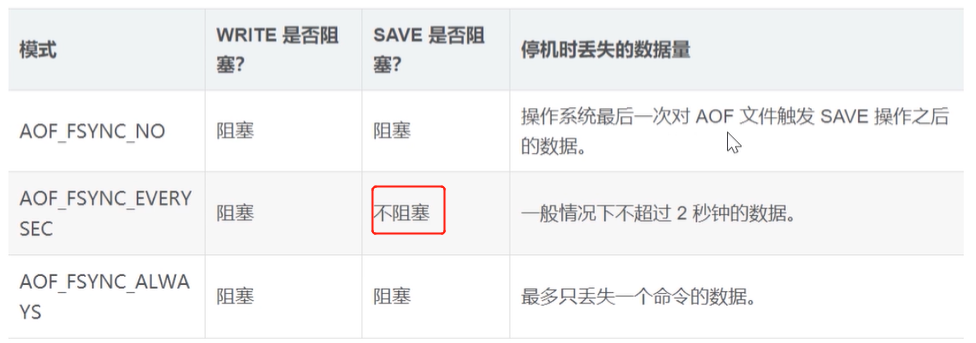 模式
WRITE 是否阻
塞?
SAVE 是否阻
塞?
停机时丢失的数据量
AOF_FSYNC_NO
阻塞
阻塞
操作系统最后一次对 AOF 文件触发 SAVE 操作之后
的数据。
AOF_FSYNC_EVERY
SEC
阻塞
不阻塞
一般情况下不超过 2 秒钟的数据。
AOF_FSYNC_ALWA
YS
阻塞
阻塞
最多只丢失一个命令的数据。